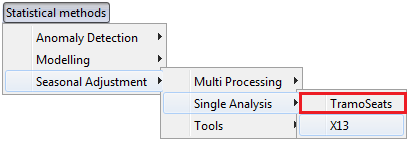 Statistical methods
Anomaly Detection
Modelling
Seasonal Adjustment
Multi Processing
Single Analysis
Tools
TramoSeats
X13